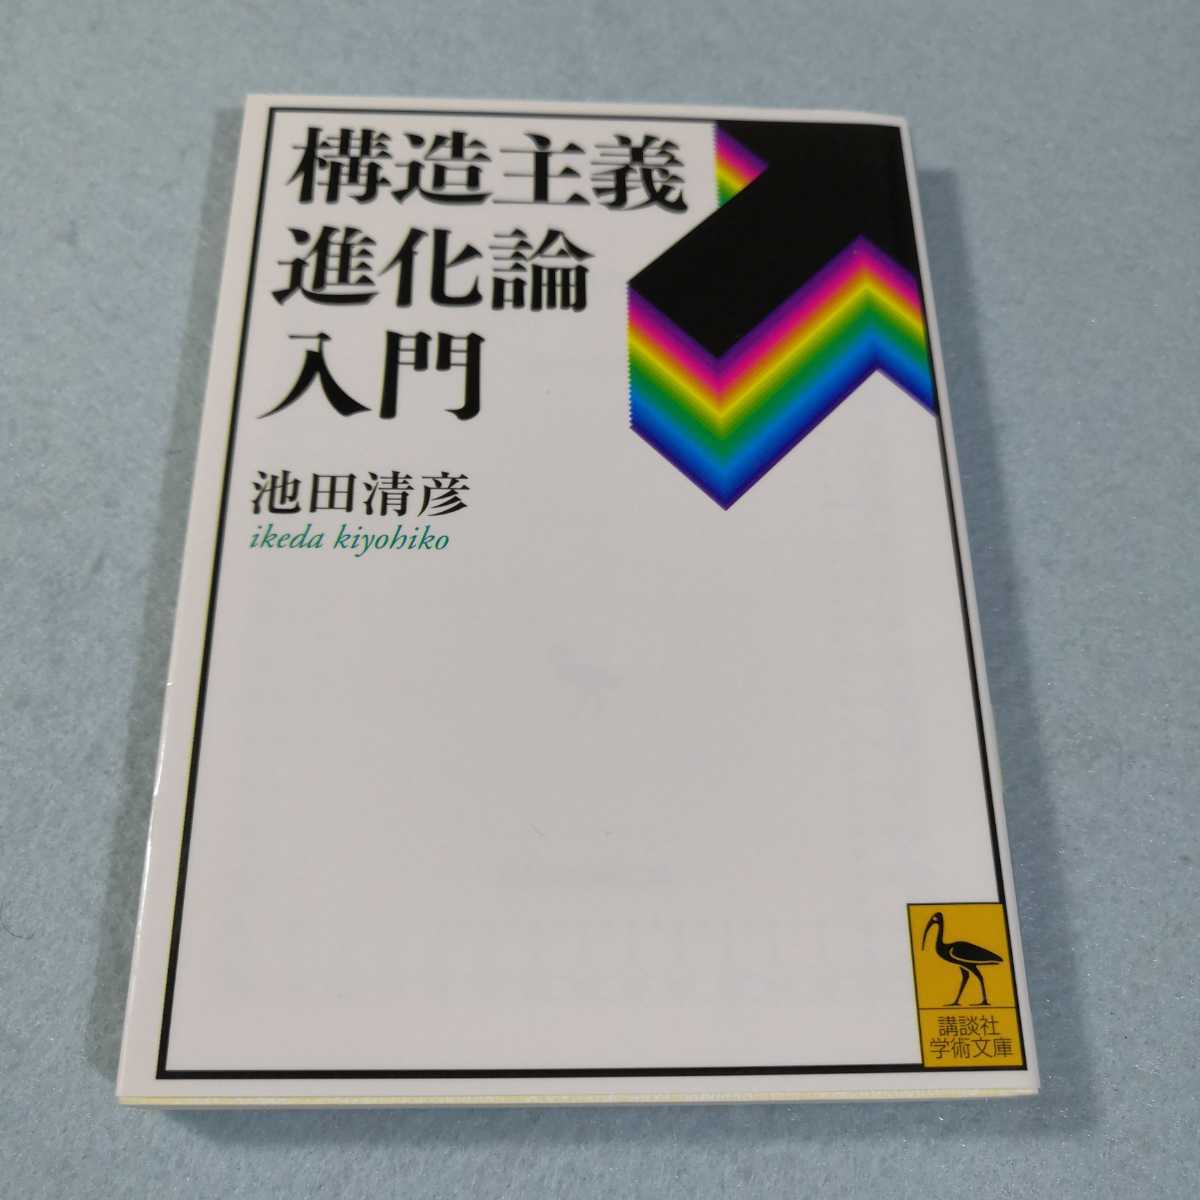 構造主義
進化論
入門
池田清彦
ikeda kiyohiko
講談社
学術文庫